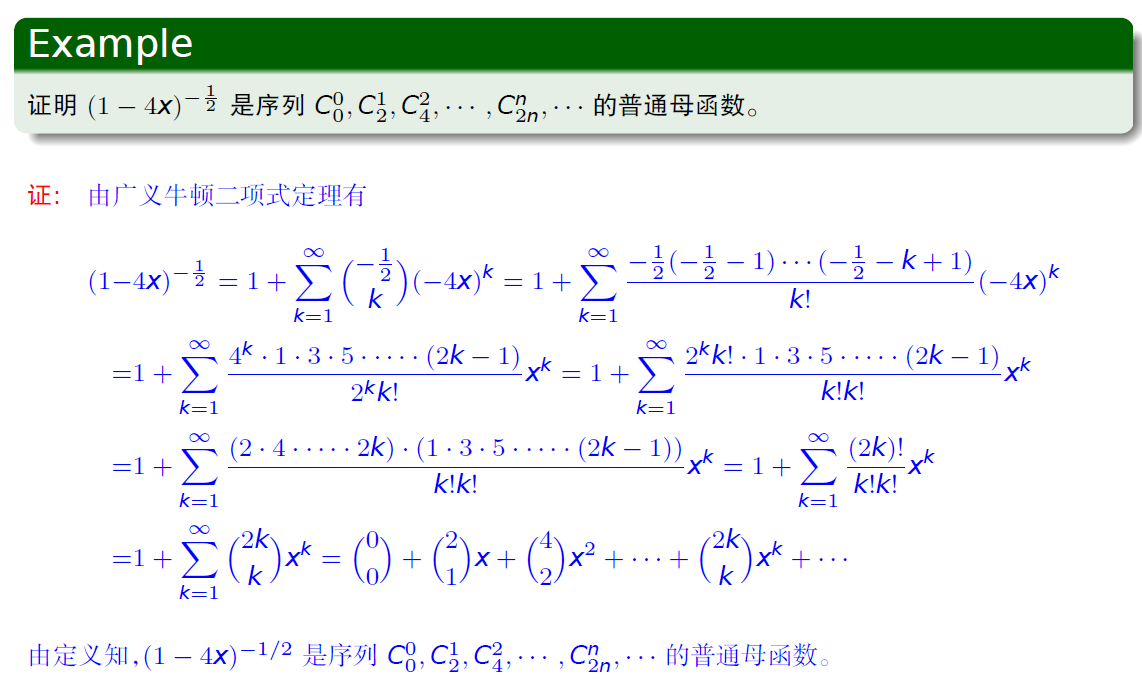 Example
证明 $(1-4x)^{-\frac{1}{2}}$ 是序列 $C_0^0, C_2^1, C_4^2, \cdots, C_{2n}^n, \cdots$ 的普通母函数。
证: 由广义牛顿二项式定理有
$(1-4x)^{-\frac{1}{2}} = 1 + \sum_{k=1}^{\infty} \binom{-\frac{1}{2}}{k} (-4x)^k = 1 + \sum_{k=1}^{\infty} \frac{-\frac{1}{2}(-\frac{1}{2}-1)\cdots(-\frac{1}{2}-k+1)}{k!} (-4x)^k$
$= 1 + \sum_{k=1}^{\infty} \frac{4^k \cdot 1 \cdot 3 \cdot 5 \cdot \cdots \cdot (2k-1)}{2^k k!} x^k = 1 + \sum_{k=1}^{\infty} \frac{2^k k! \cdot 1 \cdot 3 \cdot 5 \cdot \cdots \cdot (2k-1)}{k!k!} x^k$
$= 1 + \sum_{k=1}^{\infty} \frac{(2 \cdot 4 \cdot \cdots \cdot 2k) \cdot (1 \cdot 3 \cdot 5 \cdot \cdots \cdot (2k-1))}{k!k!} x^k = 1 + \sum_{k=1}^{\infty} \frac{(2k)!}{k!k!} x^k$
$= 1 + \sum_{k=1}^{\infty} \binom{2k}{k} x^k = \binom{0}{0} + \binom{2}{1} x + \binom{4}{2} x^2 + \cdots + \binom{2k}{k} x^k + \cdots$
由定义知,$(1-4x)^{-1/2}$ 是序列 $C_0^0, C_2^1, C_4^2, \cdots, C_{2n}^n, \cdots$ 的普通母函数。